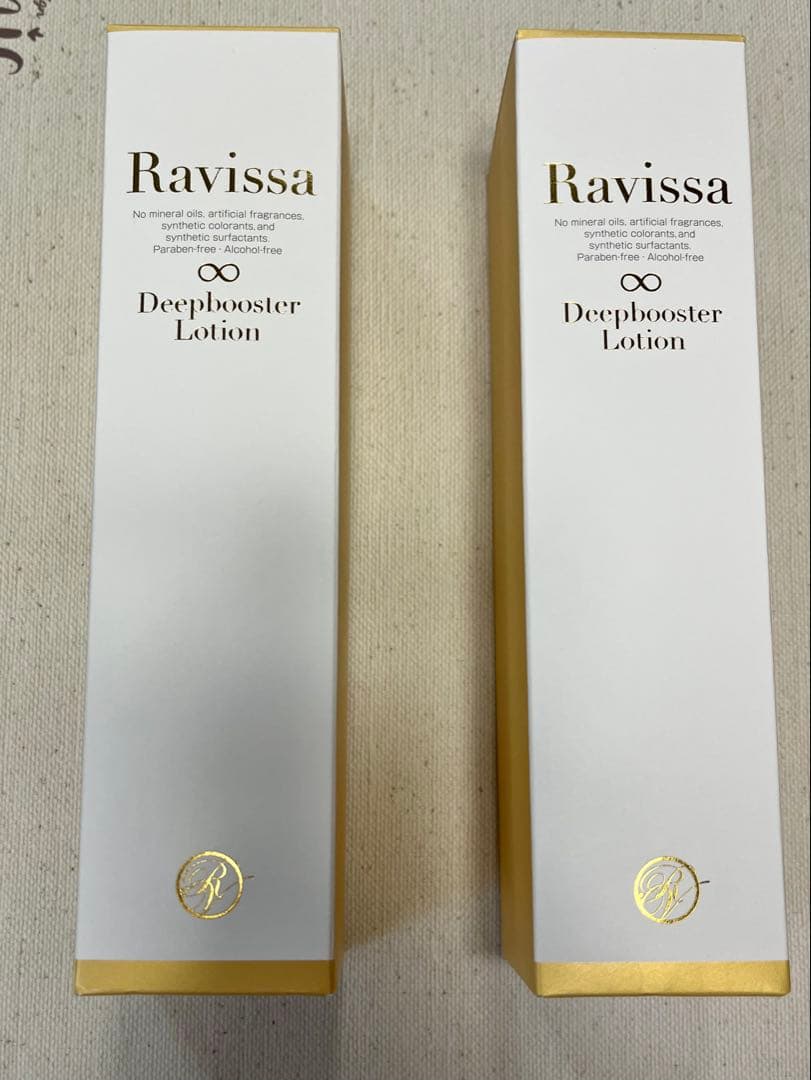 Ravissa
No mineral oils, artificial fragrances,
synthetic colorants, and
synthetic surfactants.
Paraben-free · Alcohol-free
∞
Deepbooster
Lotion
Ravissa
No mineral oils, artificial fragrances,
synthetic colorants, and
synthetic surfactants.
Paraben-free · Alcohol-free
∞
Deepbooster
Lotion